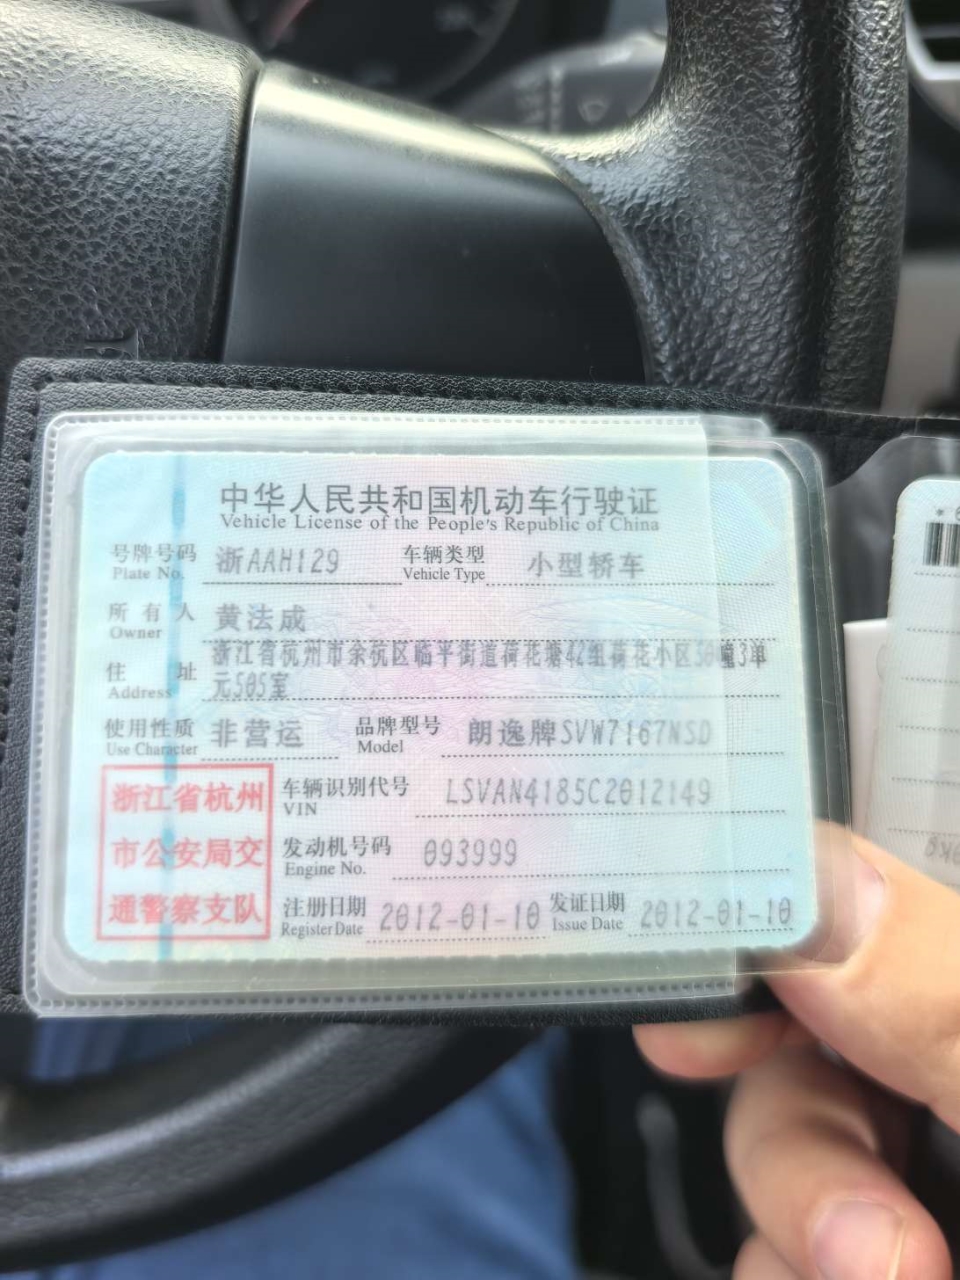 中华人民共和国机动车行驶证
Vehicle License of the People's Republic of China
号牌号码 浙AAH129 车辆类型 小型轿车
Plate No. Vehicle Type
所有人 黄法成
Owner
浙江省杭州市余杭区临平街道荷花塘42组荷花小区50幢3单
住址 元505室
Address
使用性质 非营运 品牌型号 朗逸牌SVW7167NSD
Use Character Model
浙江省杭州
市公安局交
通警察支队
车辆识别代号 LSVAN4185C2012149
VIN
发动机号码 093999
Engine No.
注册日期 2012-01-10 发证日期 2012-01-10
Register Date Issue Date